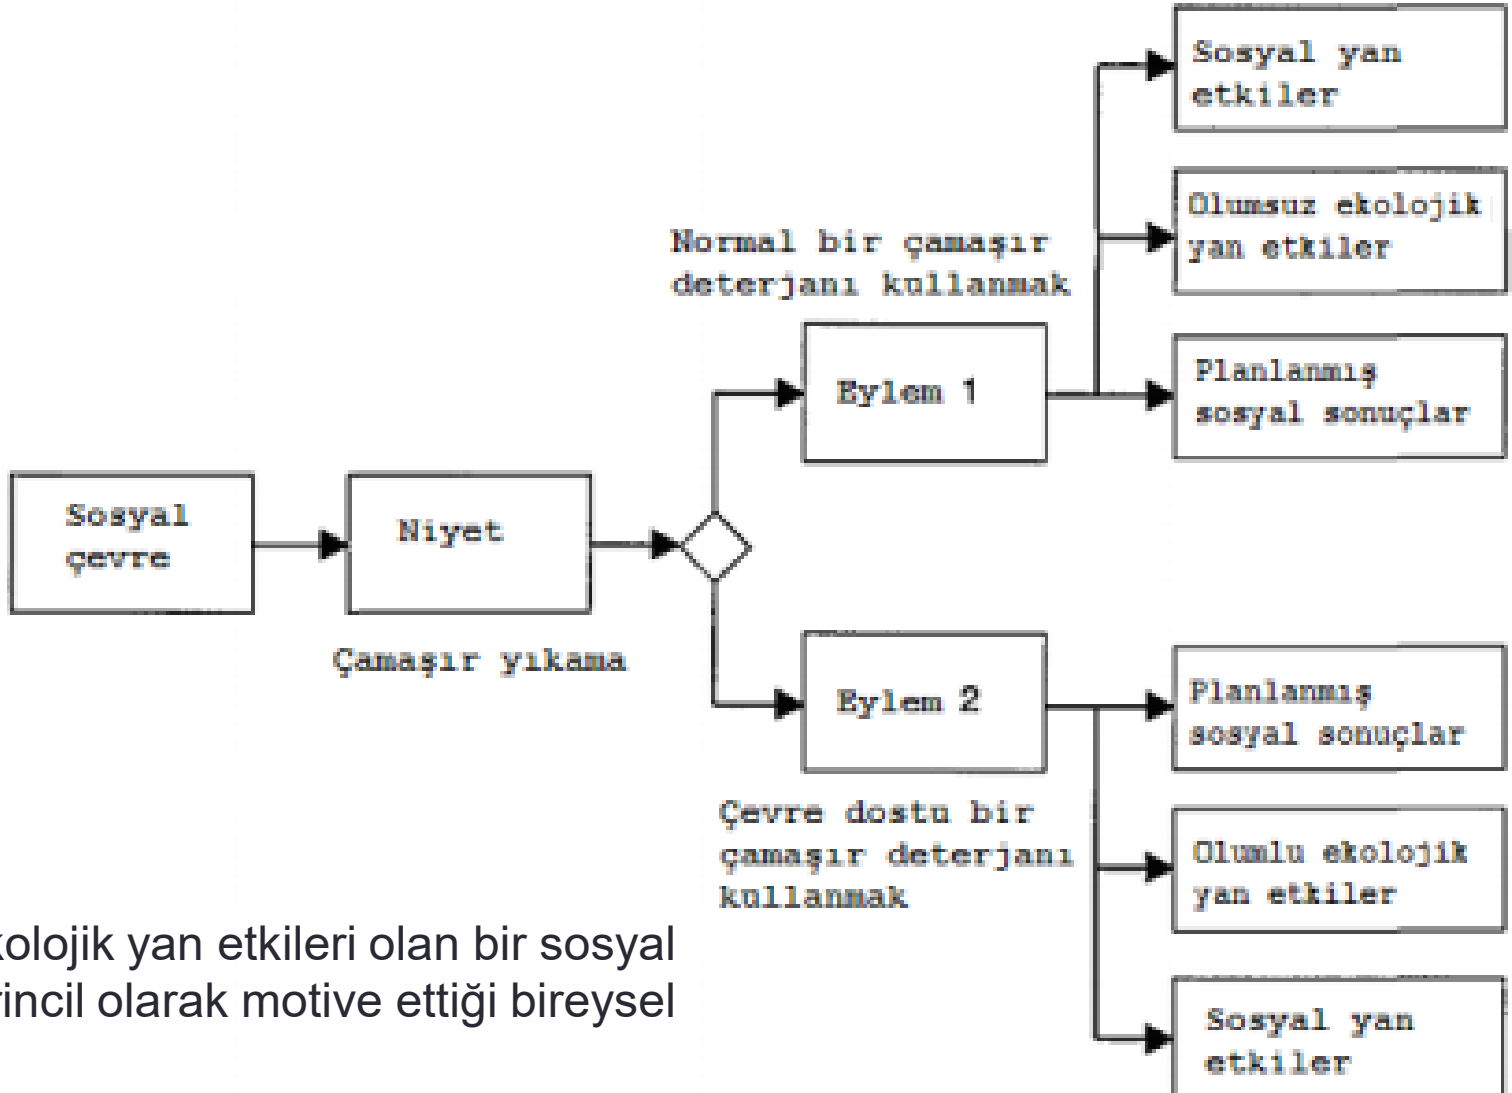 Sosyal yan
etkiler
Olumsuz ekolojik
yan etkiler
Normal bir çamaşır
deterjanı kullanmak
Eylem 1
Planlanmış
sosyal sonuçlar
Sosyal
çevre
Niyet
Çamaşır yıkama
Eylem 2
Planlanmış
sosyal sonuçlar
Çevre dostu bir
çamaşır deterjanı
kullanmak
Olumlu ekolojik
yan etkiler
yan etkileri olan bir sosyal
olarak motive ettiği bireysel
Sosyal yan
etkiler